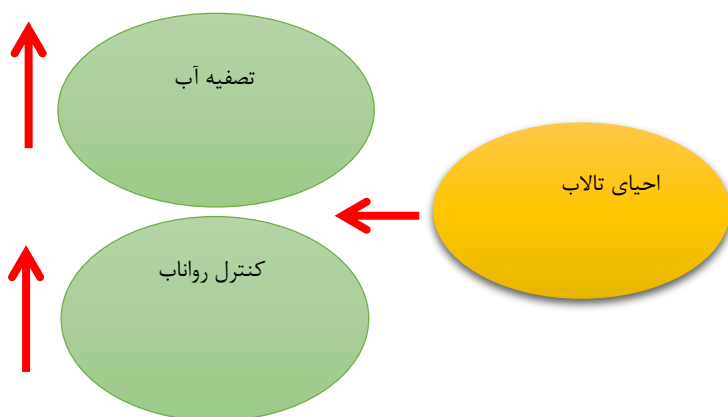 تصفیه آب
احیای تالاب
کنترل رواناب